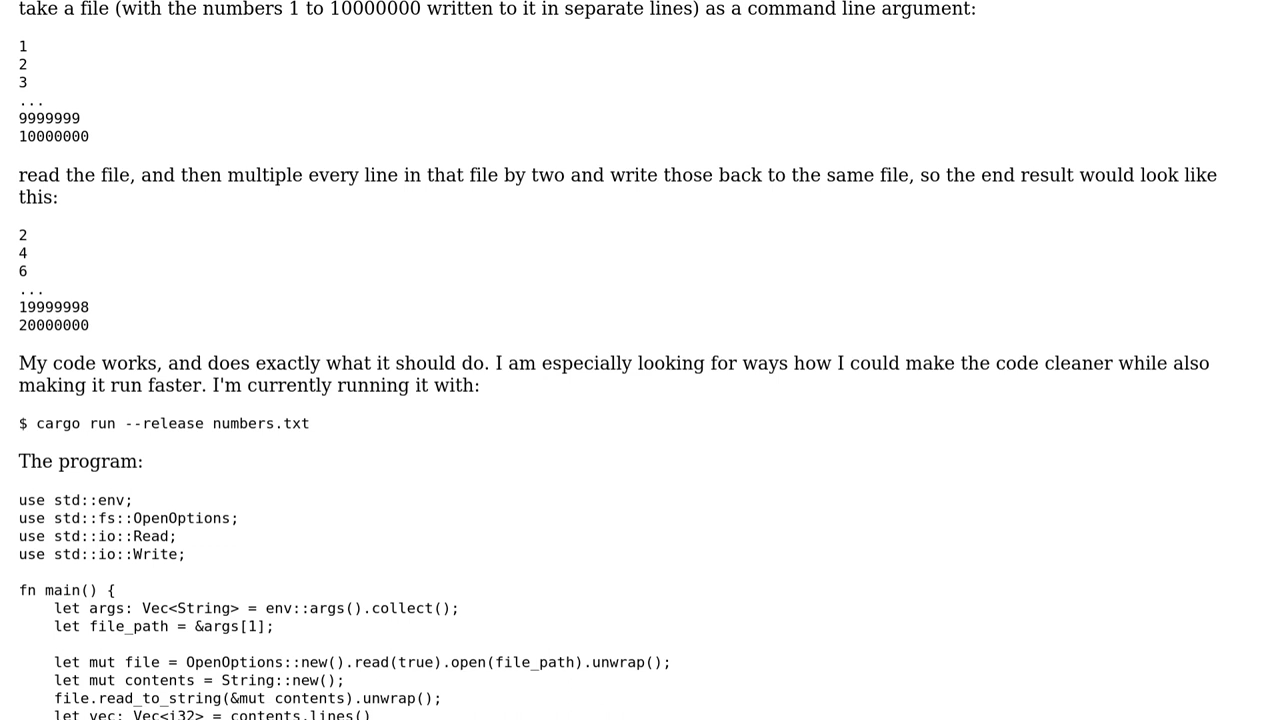 take a file (with the numbers 1 to 10000000 written to it in separate lines) as a command line argument:
1
2
3
...
9999999
10000000
read the file, and then multiple every line in that file by two and write those back to the same file, so the end result would look like
this:
2
4
6
...
19999998
20000000
My code works, and does exactly what it should do. I am especially looking for ways how I could make the code cleaner while also
making it run faster. I'm currently running it with:
$ cargo run --release numbers.txt
The program:
use std::env;
use std::fs::OpenOptions;
use std::io::Read;
use std::io::Write;
fn main() {
    let args: Vec<String> = env::args().collect();
    let file_path = &args[1];
    let mut file = OpenOptions::new().read(true).open(file_path).unwrap();
    let mut contents = String::new();
    file.read_to_string(&mut contents).unwrap();
    let vec: Vec<i32> = contents.lines()